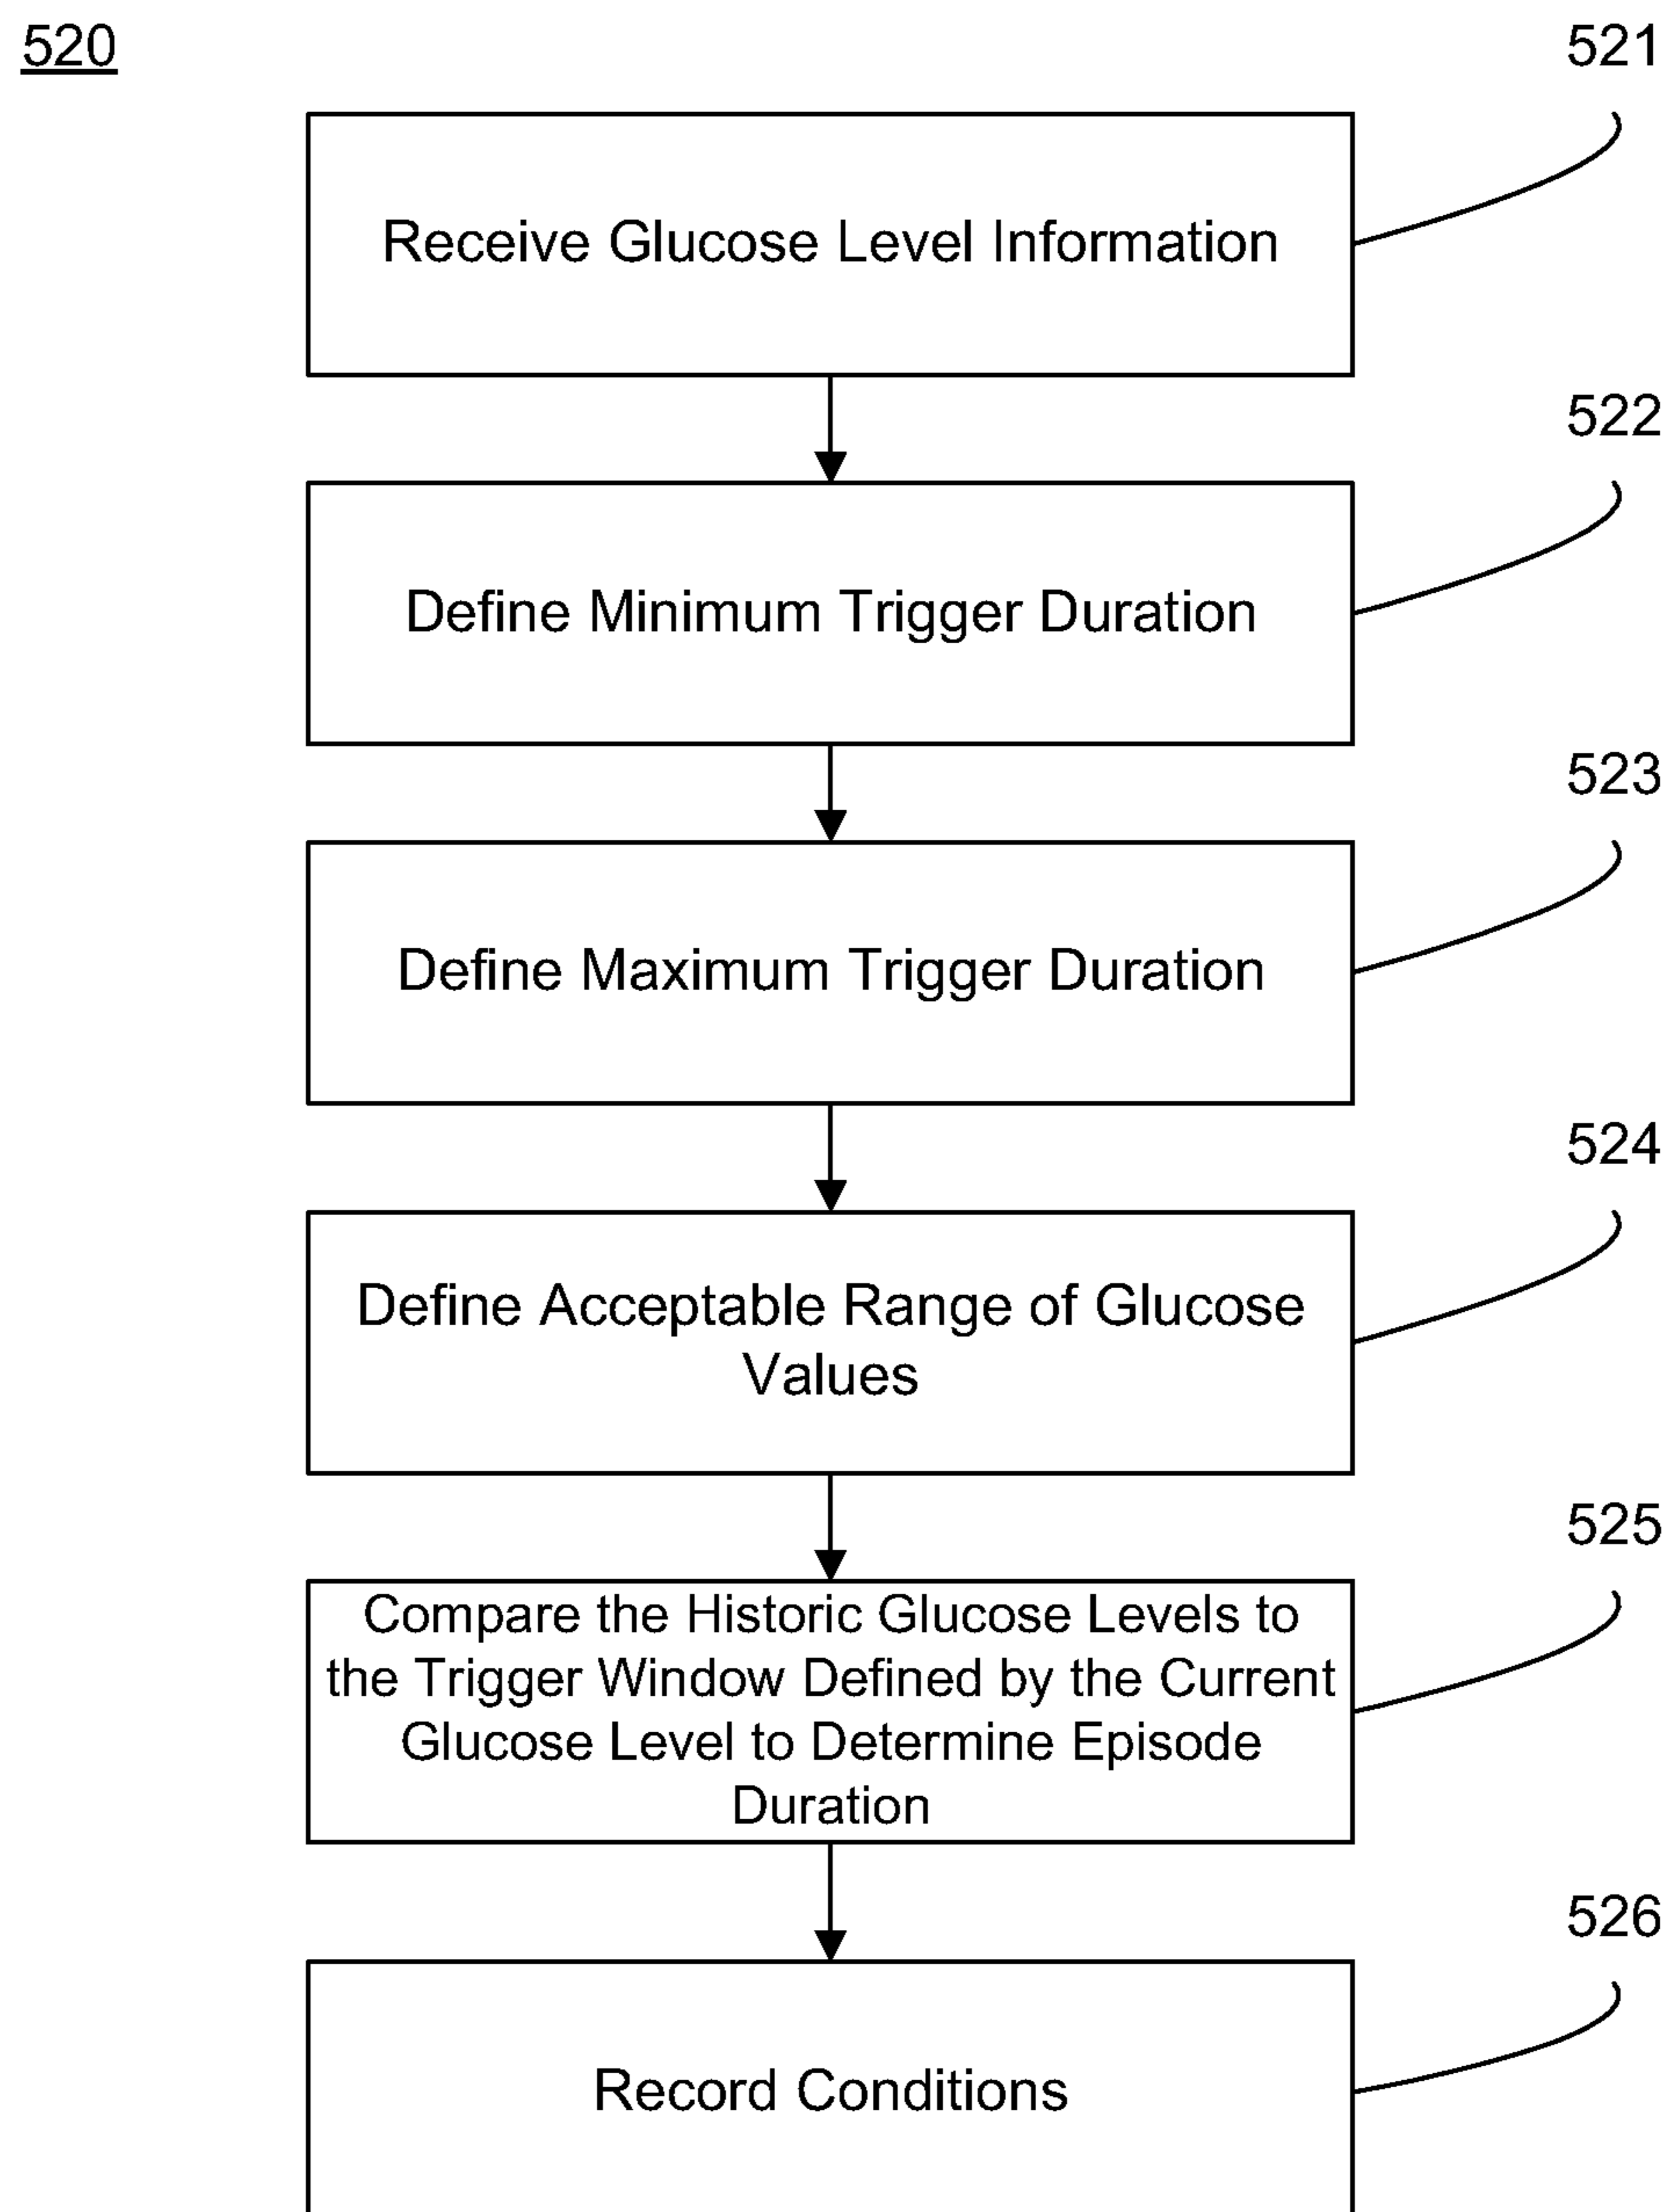 520
521
Receive Glucose Level Information
522
Define Minimum Trigger Duration
523
Define Maximum Trigger Duration
524
Define Acceptable Range of Glucose
Values
525
Compare the Historic Glucose Levels to
the Trigger Window Defined by the Current
Glucose Level to Determine Episode
Duration
526
Record Conditions